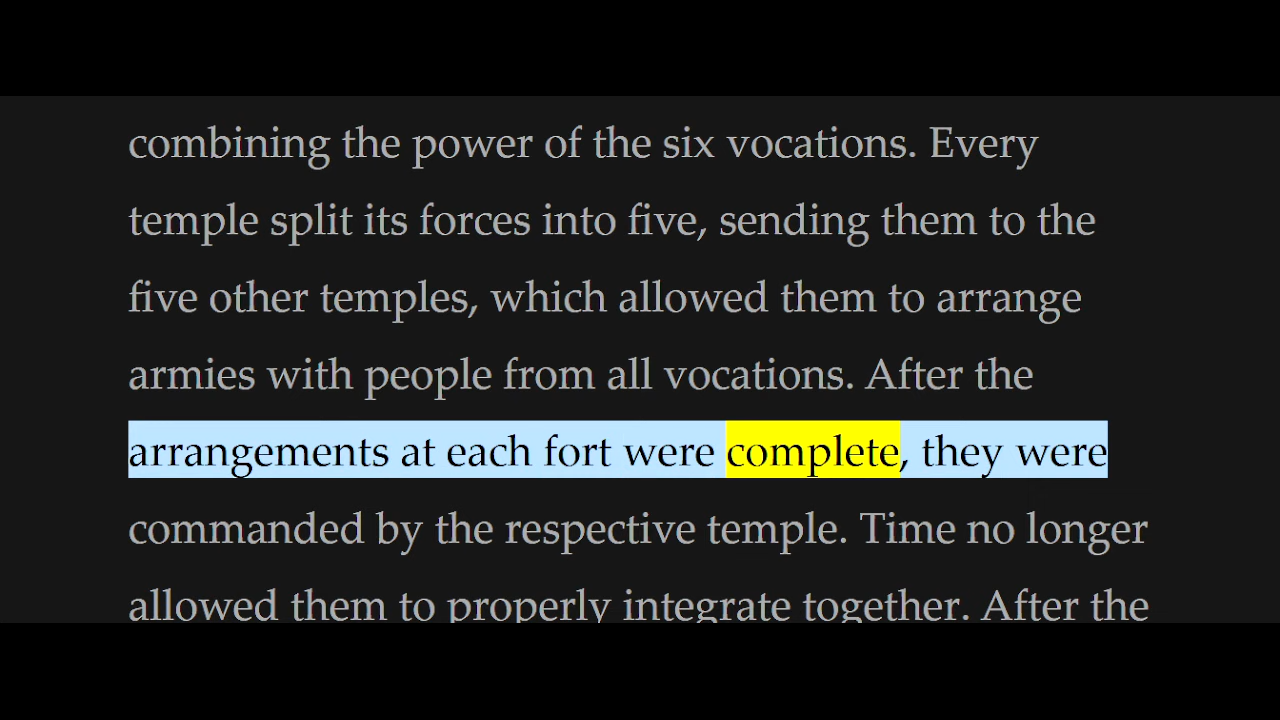 combining the power of the six vocations. Every
temple split its forces into five, sending them to the
five other temples, which allowed them to arrange
armies with people from all vocations. After the
arrangements at each fort were complete, they were
commanded by the respective temple. Time no longer
allowed them to properly integrate together. After the